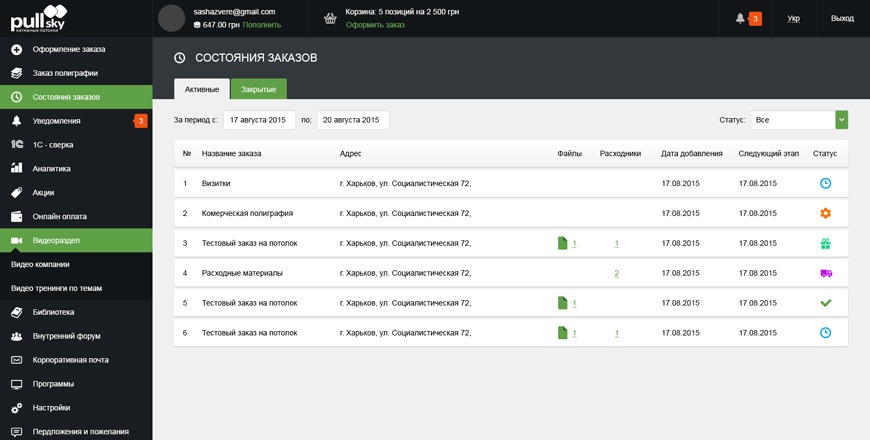 pullsky
натяжные потолки
sashazvere@gmail.com
647.00 грн Пополнить
Корзина: 5 позиций на 2 500 грн
Оформить заказ
3
Укр
Выход
Оформление заказа
Заказ полиграфии
Состояния заказов
Уведомления 3
1С - сверка
Аналитика
Акции
Онлайн оплата
Видеораздел
Видео компании
Видео тренинги по темам
Библиотека
Внутренний форум
Корпоративная почта
Программы
Настройки
Пердложения и пожелания
СОСТОЯНИЯ ЗАКАЗОВ
Активные Закрытые
За период с: 17 августа 2015 по: 20 августа 2015 Статус: Все
№ Название заказа Адрес Файлы Расходники Дата добавления Следующий этап Статус
1 Визитки г. Харьков, ул. Социалистическая 72, 17.08.2015 17.08.2015
2 Комерческая полиграфия г. Харьков, ул. Социалистическая 72, 17.08.2015 17.08.2015
3 Тестовый заказ на потолок г. Харьков, ул. Социалистическая 72, 1 1 17.08.2015 17.08.2015
4 Расходные материалы г. Харьков, ул. Социалистическая 72, 2 17.08.2015 17.08.2015
5 Тестовый заказ на потолок г. Харьков, ул. Социалистическая 72, 1 17.08.2015 17.08.2015
6 Тестовый заказ на потолок г. Харьков, ул. Социалистическая 72, 1 1 17.08.2015 17.08.2015